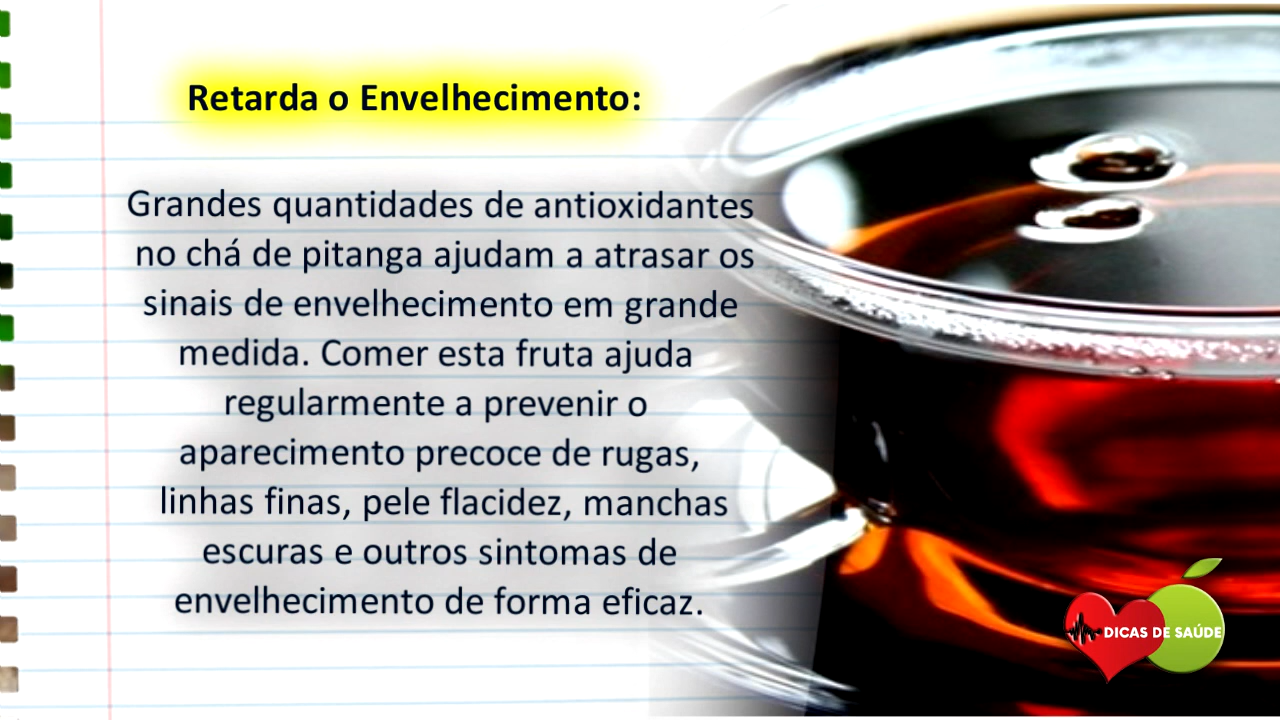 Retarda o Envelhecimento:
Grandes quantidades de antioxidantes
no chá de pitanga ajudam a atrasar os
sinais de envelhecimento em grande
medida. Comer esta fruta ajuda
regularmente a prevenir o
aparecimento precoce de rugas,
linhas finas, pele flacidez, manchas
escuras e outros sintomas de
envelhecimento de forma eficaz.
DICAS DE SAÚDE